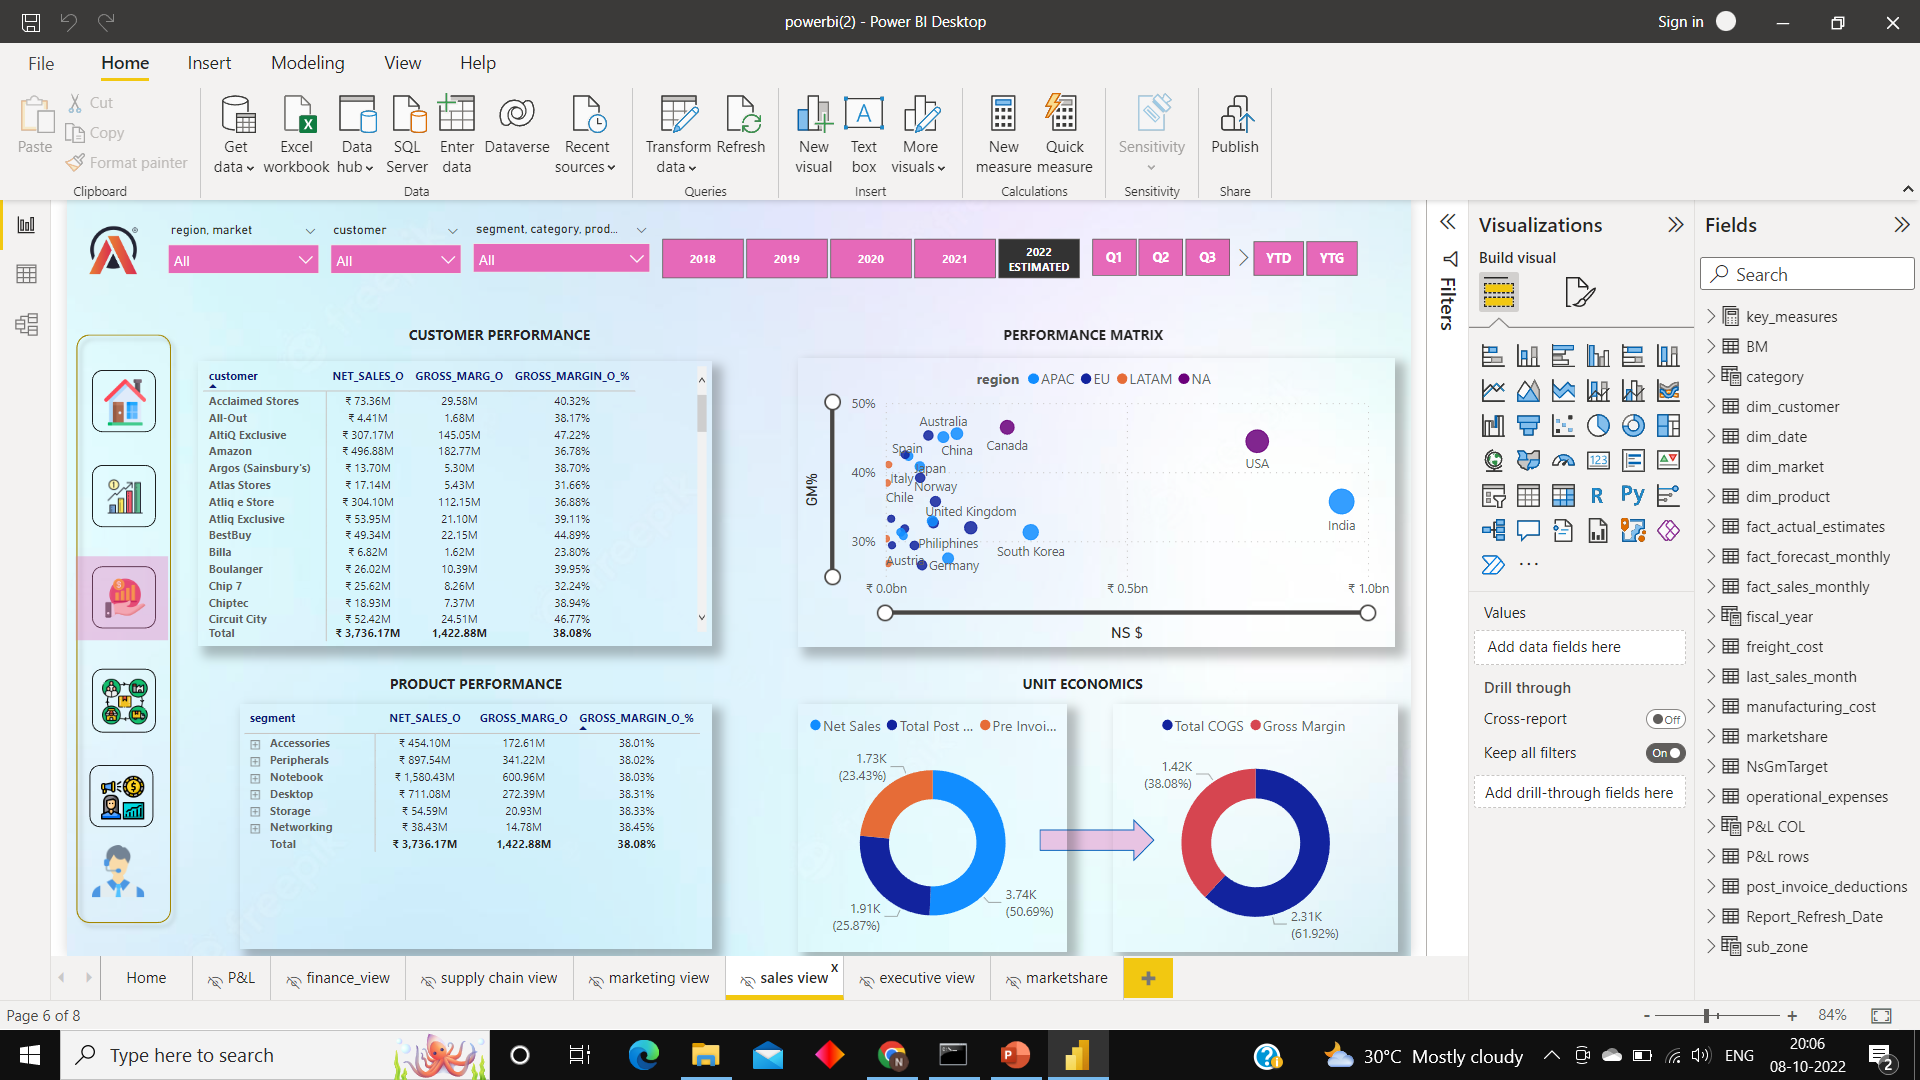 powerbi(2) - Power BI Desktop
Sign in
File Home Insert Modeling View Help
Paste
Cut
Copy
Format painter
Clipboard
Get data
Excel workbook
Data hub
SQL Server
Enter data
Dataverse
Recent sources
Data
Transform data
Refresh
Queries
New visual
Text box
More visuals
Insert
New measure
Quick measure
Calculations
Sensitivity
Sensitivity
Publish
Share
region, market
All
customer
All
segment, category, prod...
All
2018 2019 2020 2021 2022 ESTIMATED
Q1 Q2 Q3 YTD YTG
CUSTOMER PERFORMANCE
customer NET_SALES_O GROSS_MARG_O GROSS_MARGIN_O_%
Acclaimed Stores ₹ 73.36M 29.58M 40.32%
All-Out ₹ 4.41M 1.68M 38.17%
AltiQ Exclusive ₹ 307.17M 145.05M 47.22%
Amazon ₹ 496.88M 182.77M 36.78%
Argos (Sainsbury's) ₹ 13.70M 5.30M 38.70%
Atlas Stores ₹ 17.14M 5.43M 31.66%
Atliq e Store ₹ 304.10M 112.15M 36.88%
Atliq Exclusive ₹ 53.95M 21.10M 39.11%
BestBuy ₹ 49.34M 22.15M 44.89%
Billa ₹ 6.82M 1.62M 23.80%
Boulanger ₹ 26.02M 10.39M 39.95%
Chip 7 ₹ 25.62M 8.26M 32.24%
Chiptec ₹ 18.93M 7.37M 38.94%
Circuit City ₹ 52.42M 24.51M 46.77%
Total ₹ 3,736.17M 1,422.88M 38.08%
PERFORMANCE MATRIX
region APAC EU LATAM NA
50%
40%
30%
GM%
Australia
Spain
China
Canada
USA
Japan
Italy
Norway
Chile
United Kingdom
India
Philiphines
South Korea
Austria
Germany
₹ 0.0bn ₹ 0.5bn ₹ 1.0bn
NS $
PRODUCT PERFORMANCE
segment NET_SALES_O GROSS_MARG_O GROSS_MARGIN_O_%
Accessories ₹ 454.10M 172.61M 38.01%
Peripherals ₹ 897.54M 341.22M 38.02%
Notebook ₹ 1,580.43M 600.96M 38.03%
Desktop ₹ 711.08M 272.39M 38.31%
Storage ₹ 54.59M 20.93M 38.33%
Networking ₹ 38.43M 14.78M 38.45%
Total ₹ 3,736.17M 1,422.88M 38.08%
UNIT ECONOMICS
Net Sales Total Post ... Pre Invoi...
1.73K
(23.43%)
1.91K
(25.87%)
3.74K
(50.69%)
Total COGS Gross Margin
1.42K
(38.08%)
2.31K
(61.92%)
Filters
Visualizations
Build visual
123
R
Py
Values
Add data fields here
Drill through
Cross-report Off
Keep all filters On
Add drill-through fields here
Fields
Search
key_measures
BM
category
dim_customer
dim_date
dim_market
dim_product
fact_actual_estimates
fact_forecast_monthly
fact_sales_monthly
fiscal_year
freight_cost
last_sales_month
manufacturing_cost
marketshare
NsGmTarget
operational_expenses
P&L COL
P&L rows
post_invoice_deductions
Report_Refresh_Date
sub_zone
Home P&L finance_view supply chain view marketing view sales view x executive view marketshare +
Page 6 of 8
- + 84%
Type here to search
30°C Mostly cloudy
ENG
20:06
08-10-2022
2